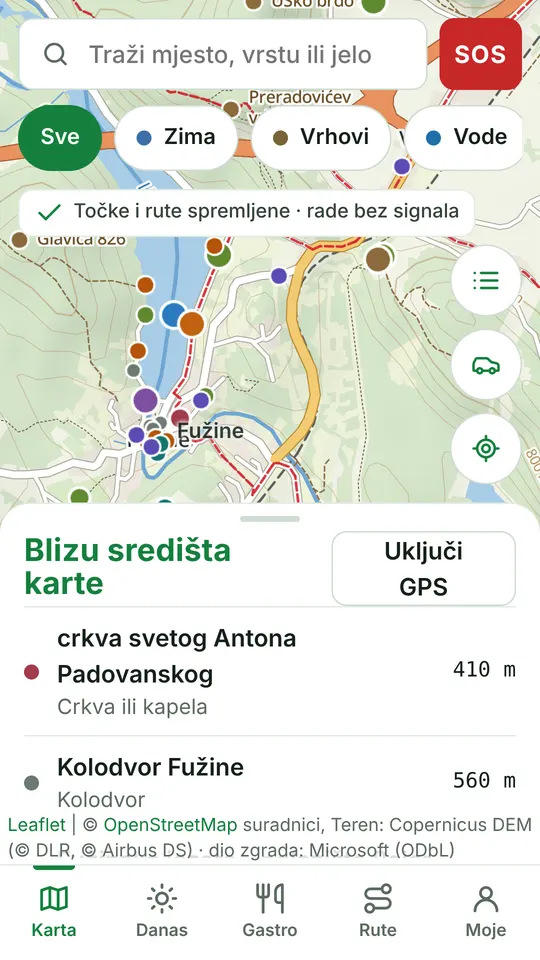 Uško brdo
Traži mjesto, vrstu ili jelo
SOS
Preradovićev
Sve
Zima
Vrhovi
Vode
Točke i rute spremljene · rade bez signala
Glavica 826
Fužine
800
Blizu središta
karte
Uključi
GPS
crkva svetog Antona
Padovanskog
410 m
Crkva ili kapela
Kolodvor Fužine
560 m
Kolodvor
Leaflet | © OpenStreetMap suradnici, Teren: Copernicus DEM
(© DLR, © Airbus DS) · dio zgrada: Microsoft (ODbL)
Karta
Danas
Gastro
Rute
Moje